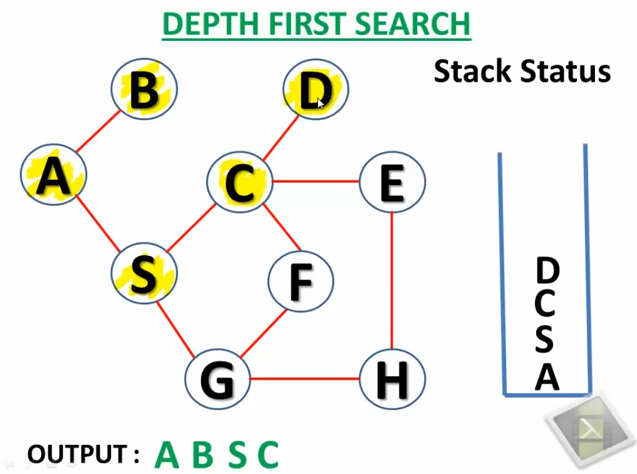 DEPTH FIRST SEARCH
Stack Status
B
D
A
C
E
S
F
G
H
D
C
S
A
OUTPUT : A B S C